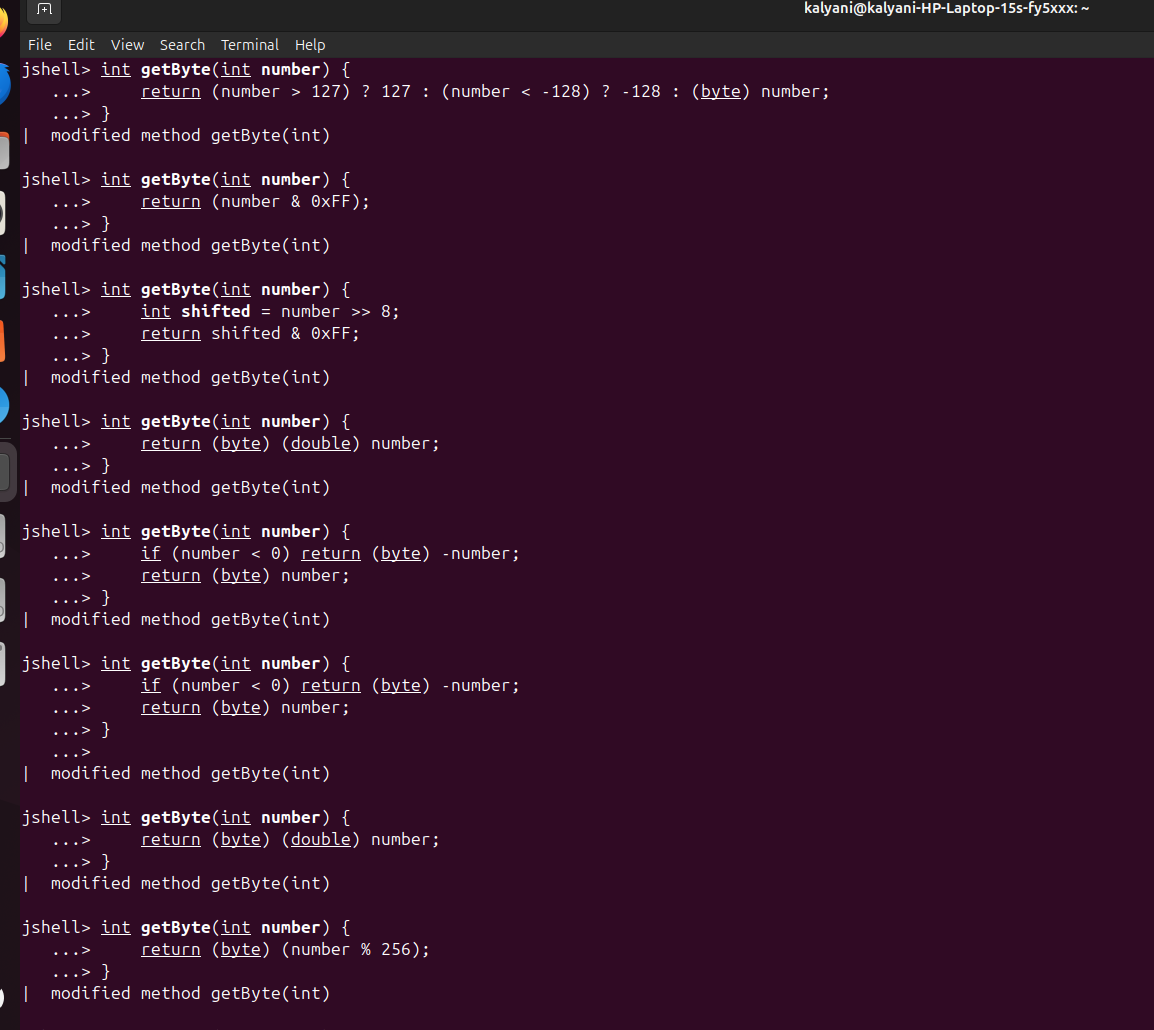 kalyani@kalyani-HP-Laptop-15s-fy5xxx: ~
File Edit View Search Terminal Help
jshell> int getByte(int number) {
   ...>     return (number > 127) ? 127 : (number < -128) ? -128 : (byte) number;
   ...> }
|  modified method getByte(int)

jshell> int getByte(int number) {
   ...>     return (number & 0xFF);
   ...> }
|  modified method getByte(int)

jshell> int getByte(int number) {
   ...>     int shifted = number >> 8;
   ...>     return shifted & 0xFF;
   ...> }
|  modified method getByte(int)

jshell> int getByte(int number) {
   ...>     return (byte) (double) number;
   ...> }
|  modified method getByte(int)

jshell> int getByte(int number) {
   ...>     if (number < 0) return (byte) -number;
   ...>     return (byte) number;
   ...> }
|  modified method getByte(int)

jshell> int getByte(int number) {
   ...>     if (number < 0) return (byte) -number;
   ...>     return (byte) number;
   ...> }
   ...>
|  modified method getByte(int)

jshell> int getByte(int number) {
   ...>     return (byte) (double) number;
   ...> }
|  modified method getByte(int)

jshell> int getByte(int number) {
   ...>     return (byte) (number % 256);
   ...> }
|  modified method getByte(int)